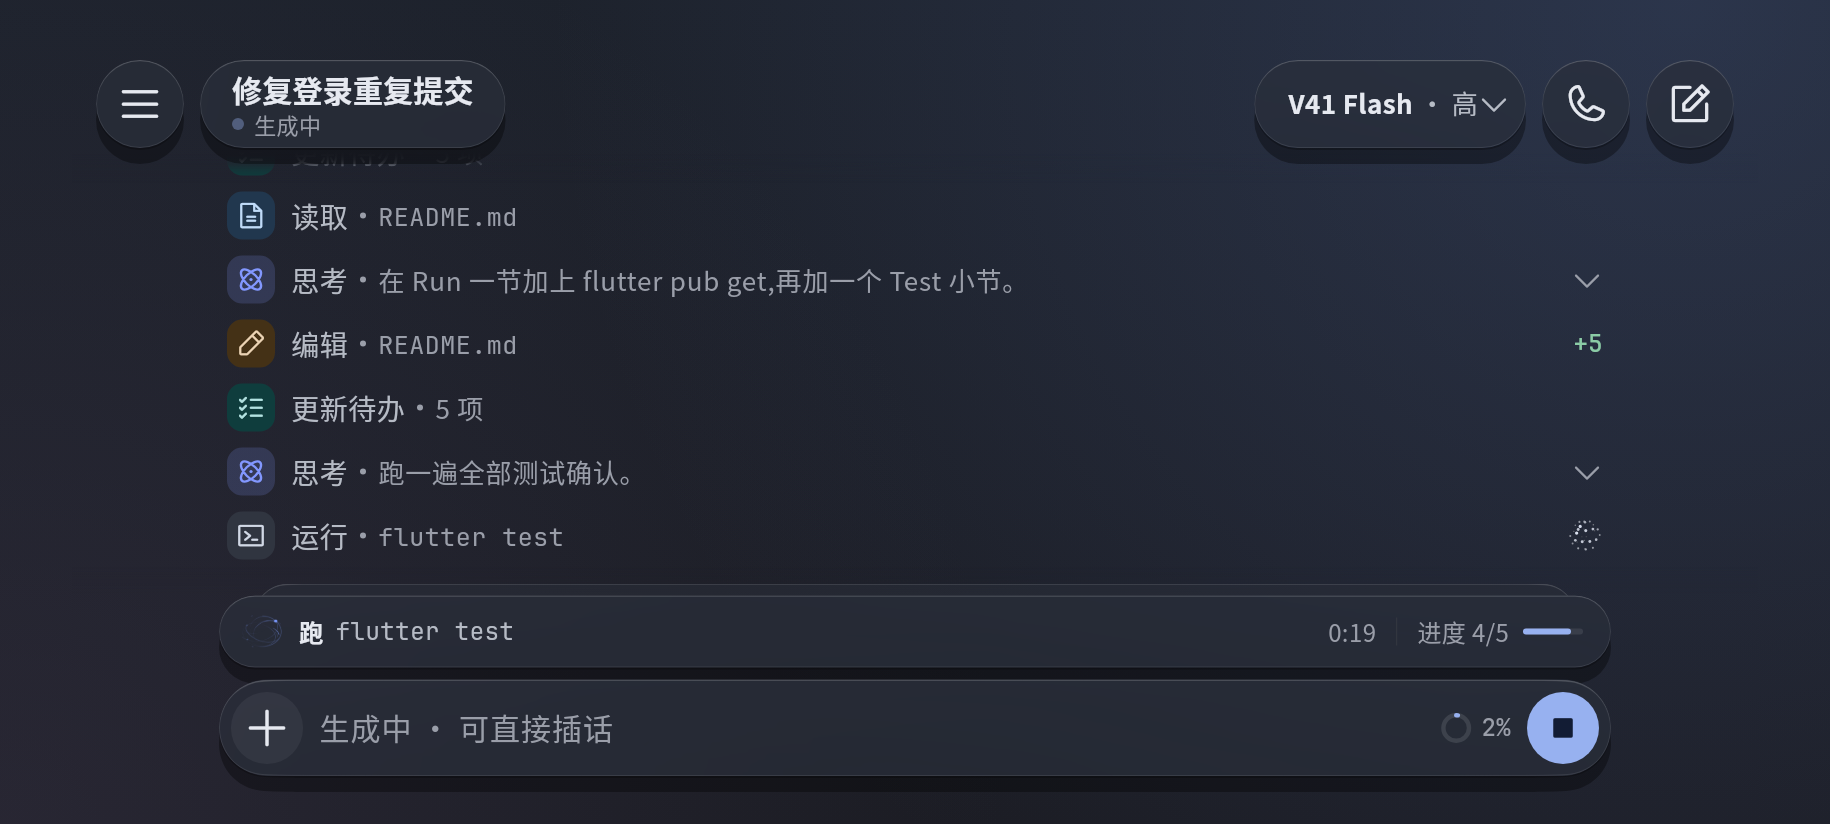 修复登录重复提交
生成中
V41 Flash · 高
读取 · README.md
思考 · 在 Run 一节加上 flutter pub get,再加一个 Test 小节。
编辑 · README.md
+5
更新待办 · 5 项
思考 · 跑一遍全部测试确认。
运行 · flutter test
跑 flutter test
0:19
进度 4/5
生成中 · 可直接插话
2%